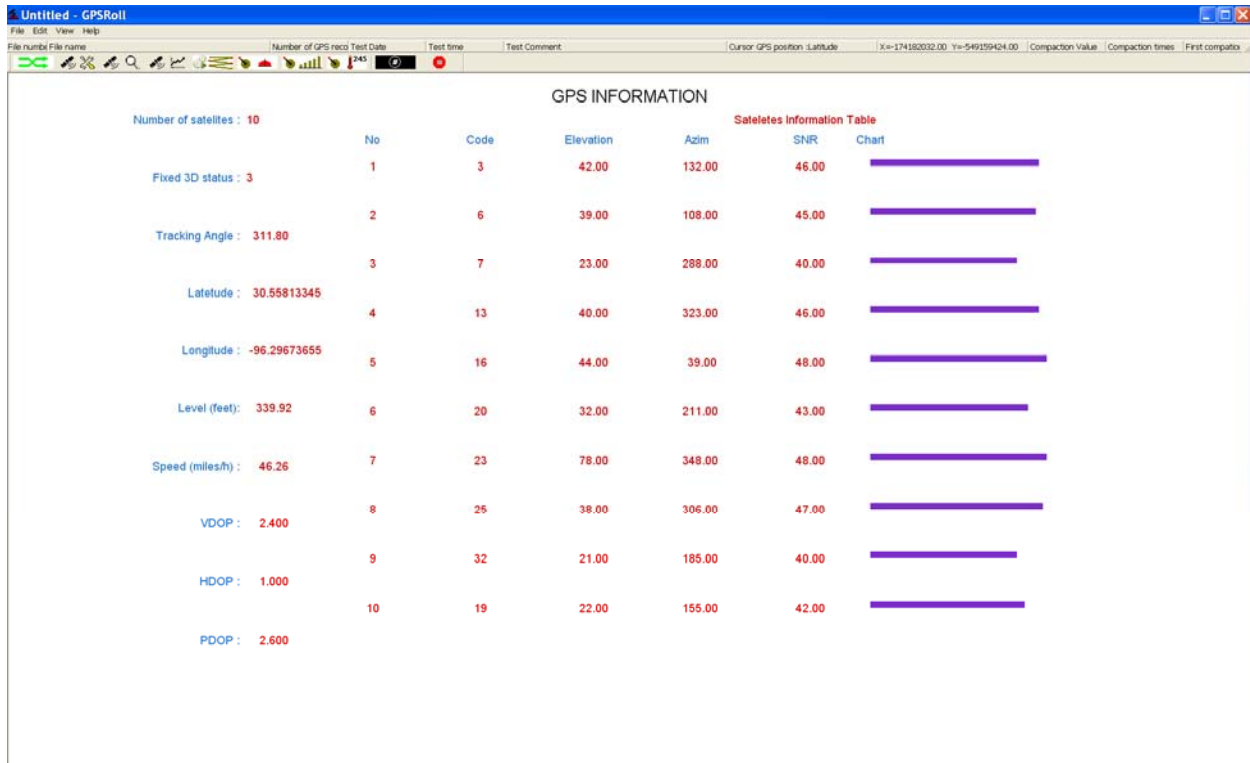 Untitled - GPSRoll
File Edit View Help
File numbe File name Number of GPS reco Test Date Test time Test Comment Cursor GPS position :Latitude X=-174182032.00 Y=-549159424.00 Compaction Value Compaction times First compatio
245
GPS INFORMATION
Number of satelites : 10
Fixed 3D status : 3
Tracking Angle : 311.80
Latetude : 30.55813345
Longitude : -96.29673655
Level (feet): 339.92
Speed (miles/h) : 46.26
VDOP : 2.400
HDOP : 1.000
PDOP : 2.600
Sateletes Information Table
No Code Elevation Azim SNR Chart
1 3 42.00 132.00 46.00
2 6 39.00 108.00 45.00
3 7 23.00 288.00 40.00
4 13 40.00 323.00 46.00
5 16 44.00 39.00 48.00
6 20 32.00 211.00 43.00
7 23 78.00 348.00 48.00
8 25 38.00 306.00 47.00
9 32 21.00 185.00 40.00
10 19 22.00 155.00 42.00